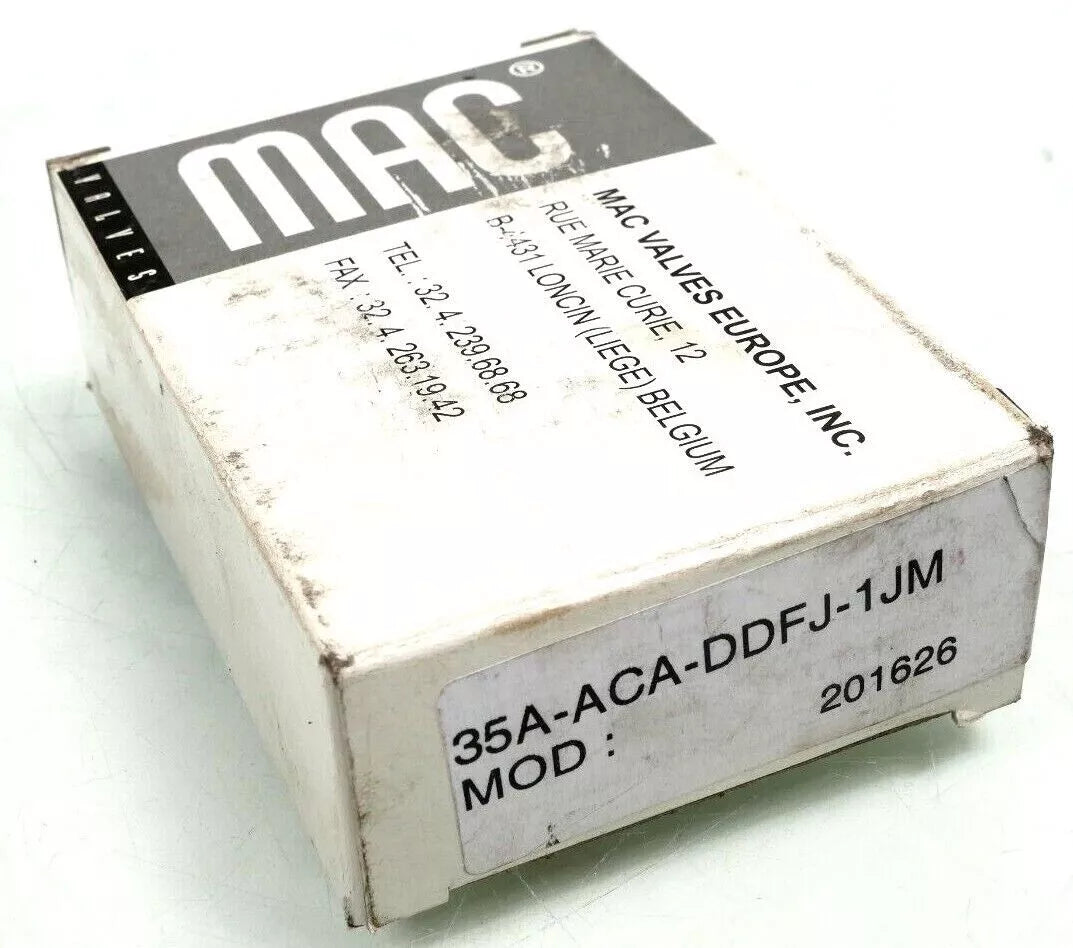 MAC®
VALVES
MAC VALVES EUROPE, INC.
RUE MARIE CURIE, 12
B-4431 LONCIN (LIEGE) BELGIUM
TEL : 32. 4. 239.68.68
FAX : 32. 4. 263.19.42
35A-ACA-DDFJ-1JM
MOD :
201626